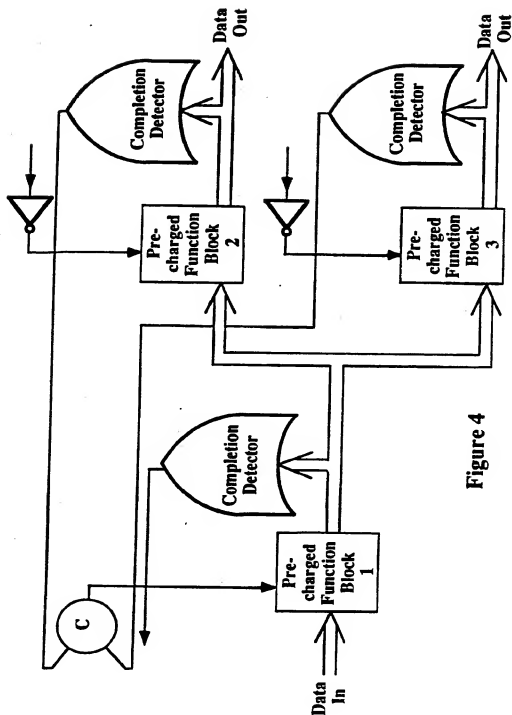 C
Data
In
Pre-
charged
Function
Block
1
Completion
Detector
Pre-
charged
Function
Block
2
Completion
Detector
Data
Out
Pre-
charged
Function
Block
3
Completion
Detector
Data
Out
Figure 4